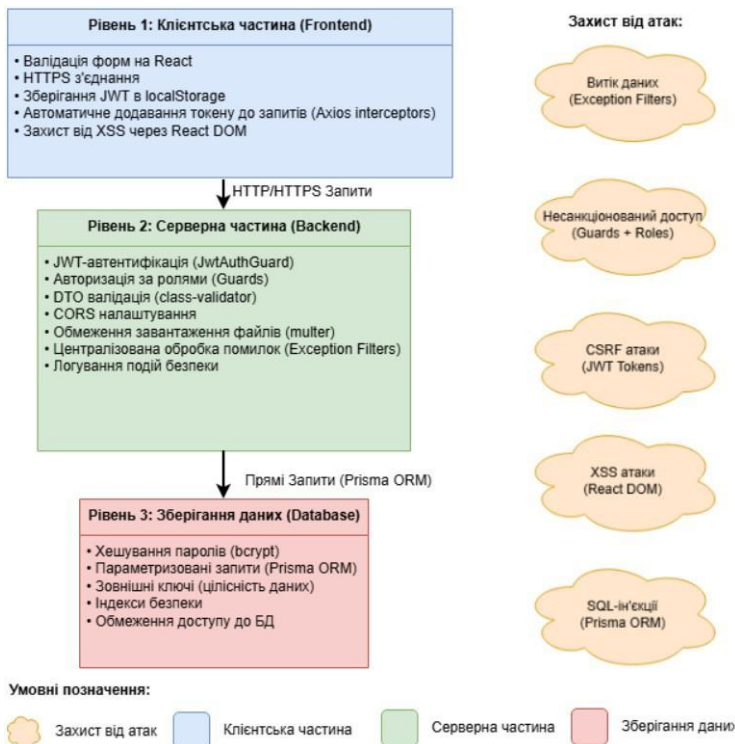 Рівень 1: Клієнтська частина (Frontend)
• Валідація форм на React
• HTTPS з'єднання
• Зберігання JWT в localStorage
• Автоматичне додавання токену до запитів (Axios interceptors)
• Захист від XSS через React DOM
HTTP/HTTPS Запити
Рівень 2: Серверна частина (Backend)
• JWT-автентифікація (JwtAuthGuard)
• Авторизація за ролями (Guards)
• DTO валідація (class-validator)
• CORS налаштування
• Обмеження завантаження файлів (multer)
• Централізована обробка помилок (Exception Filters)
• Логування подій безпеки
Прямі Запити (Prisma ORM)
Рівень 3: Зберігання даних (Database)
• Хешування паролів (bcrypt)
• Параметризовані запити (Prisma ORM)
• Зовнішні ключі (цілісність даних)
• Індекси безпеки
• Обмеження доступу до БД
Захист від атак:
Витік даних
(Exception Filters)
Несанкціонований доступ
(Guards + Roles)
CSRF атаки
(JWT Tokens)
XSS атаки
(React DOM)
SQL-ін'єкції
(Prisma ORM)
Умовні позначення:
Захист від атак
Клієнтська частина
Серверна частина
Зберігання даних